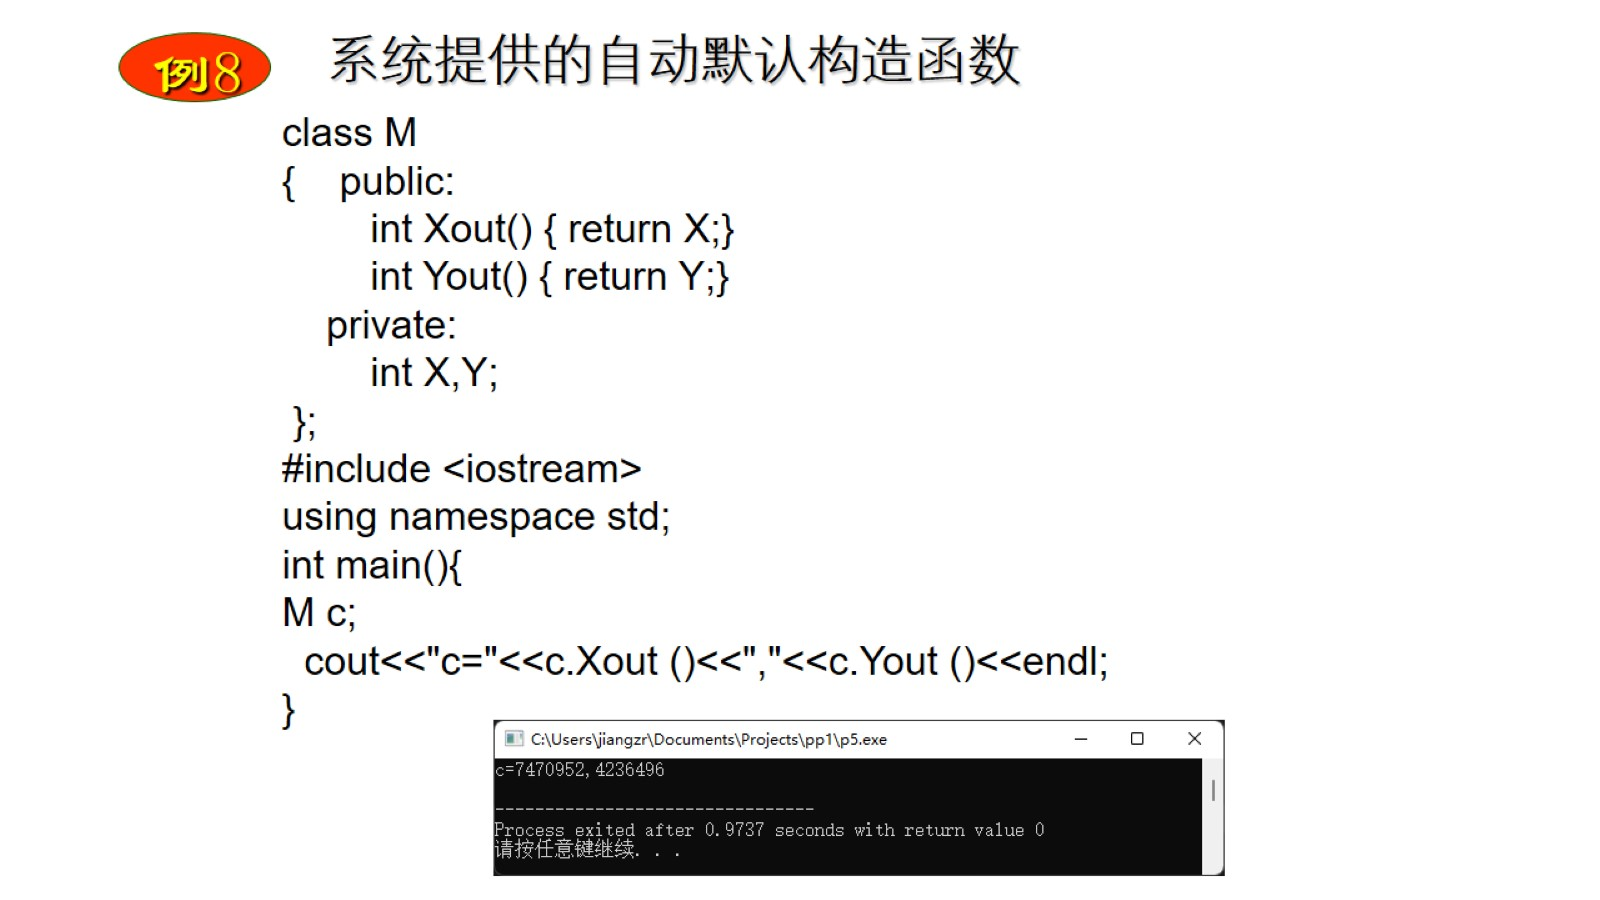 例8
系统提供的自动默认构造函数
class M
{ public:
int Xout() { return X;}
int Yout() { return Y;}
private:
int X,Y;
};
#include <iostream>
using namespace std;
int main(){
M c;
cout<<"c="<<c.Xout ()<<","<<c.Yout ()<<endl;
}
C:\Users\jiangzr\Documents\Projects\pp1\p5.exe
c=7470952,4236496
--------------------------------
Process exited after 0.9737 seconds with return value 0
请按任意键继续. . .